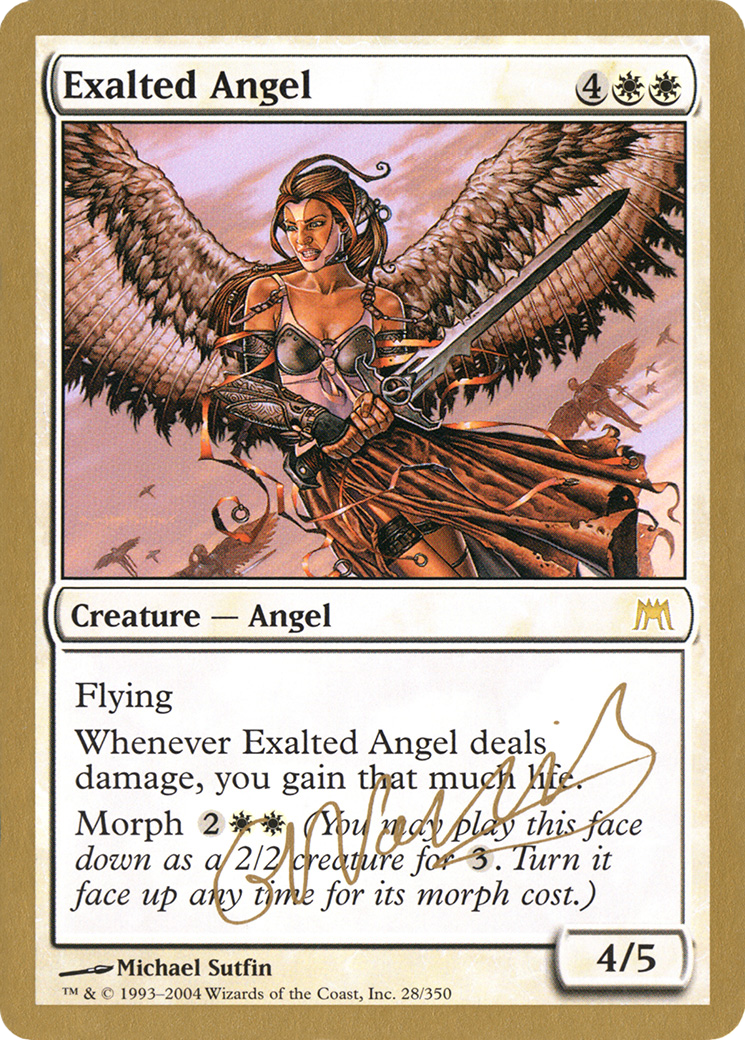 Exalted Angel 4
Creature — Angel
Flying
Whenever Exalted Angel deals
damage, you gain that much life.
Morph 2 (You may play this face
down as a 2/2 creature for 3. Turn it
face up any time for its morph cost.)
4/5
Michael Sutfin
™ & © 1993–2004 Wizards of the Coast, Inc. 28/350